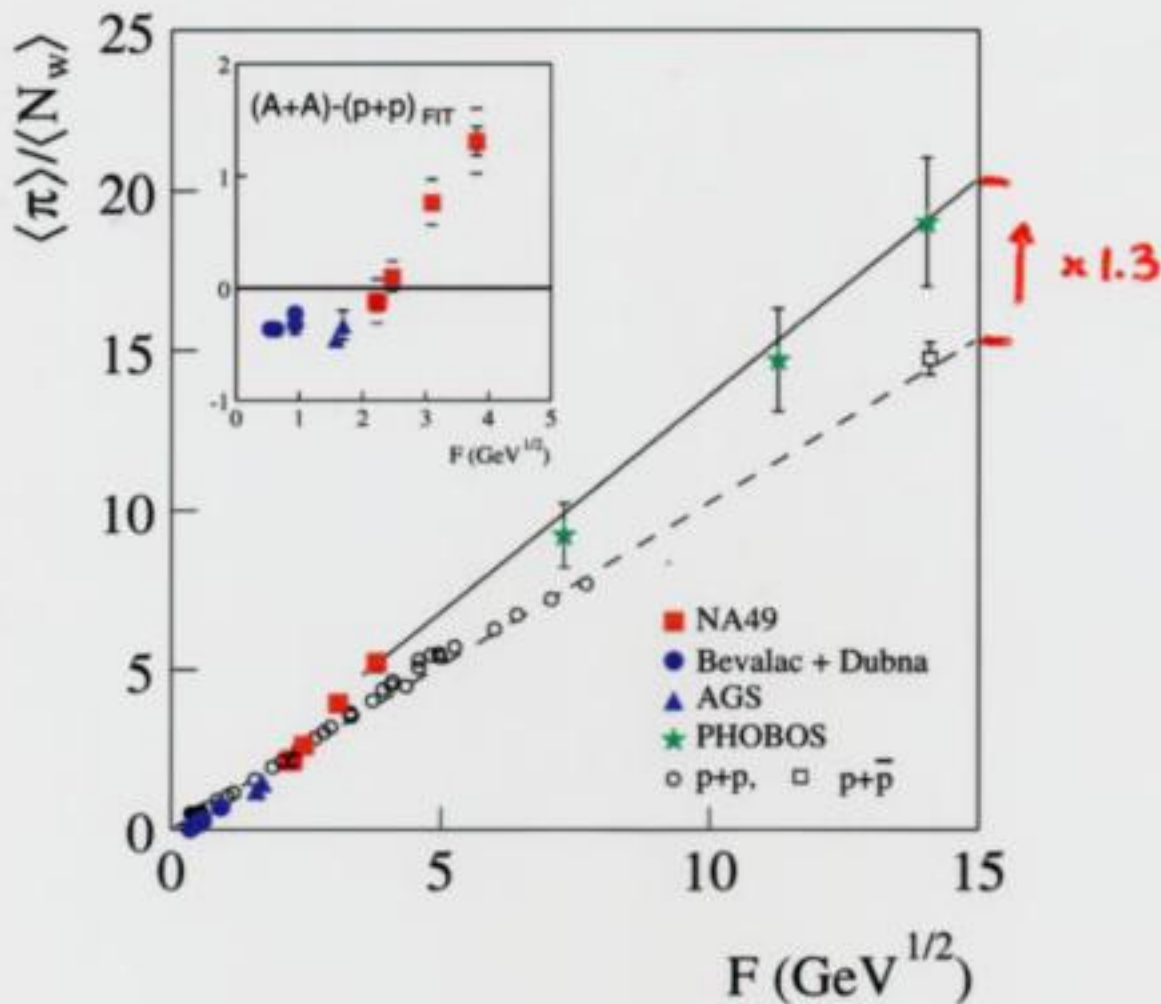 ⟨π⟩/⟨N_w⟩
25
20
15
10
5
0
0 5 10 15
F (GeV^1/2)
2
1
0
-1
0 1 2 3 4 5
F (GeV^1/2)
(A+A)-(p+p) FIT
× 1.3
NA49
Bevalac + Dubna
AGS
PHOBOS
p+p, p+p̅